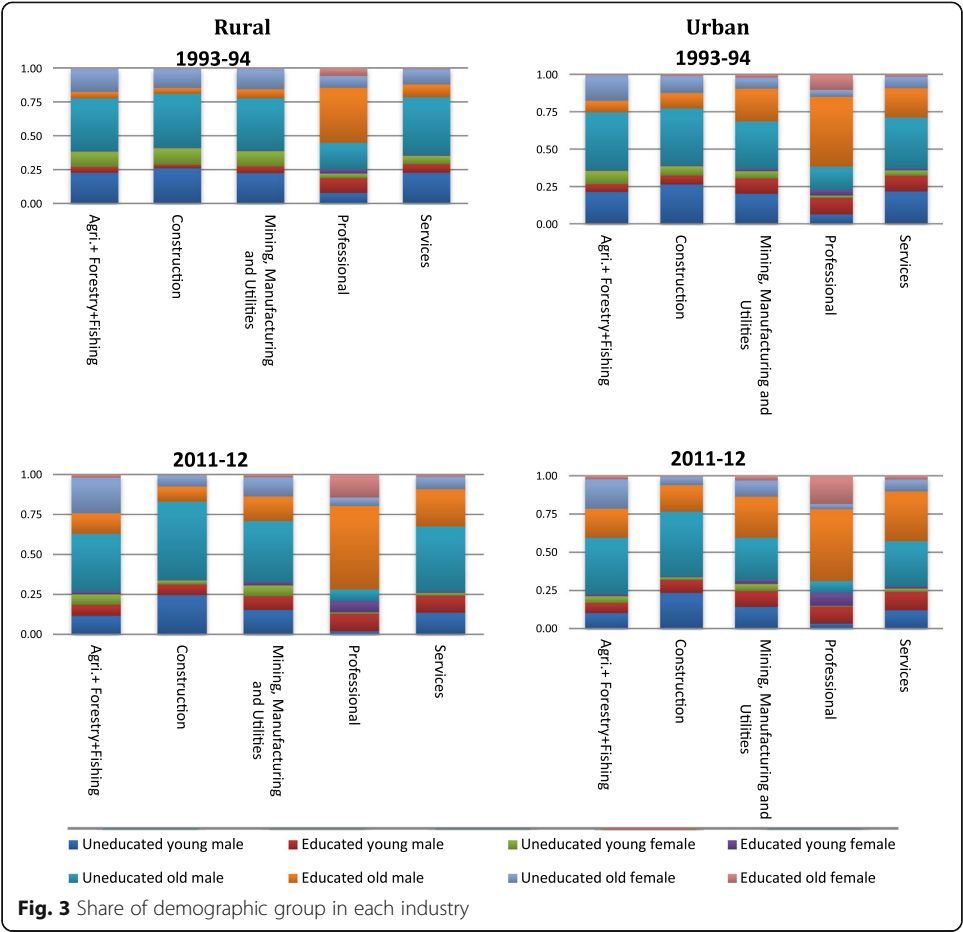 Rural
1993-94
1.00
0.75
0.50
0.25
0.00
Agri.+ Forestry+Fishing
Construction
Mining, Manufacturing
and Utilities
Professional
Services
Urban
1993-94
1.00
0.75
0.50
0.25
0.00
Agri.+ Forestry+Fishing
Construction
Mining, Manufacturing and
Utilities
Professional
Services
2011-12
1.00
0.75
0.50
0.25
0.00
Agri.+ Forestry+Fishing
Construction
Mining, Manufacturing
and Utilities
Professional
Services
2011-12
1.00
0.75
0.50
0.25
0.00
Agri.+ Forestry+Fishing
Construction
Mining, Manufacturing and
Utilities
Professional
Services
Uneducated young male
Educated young male
Uneducated young female
Educated young female
Uneducated old male
Educated old male
Uneducated old female
Educated old female
Fig. 3 Share of demographic group in each industry